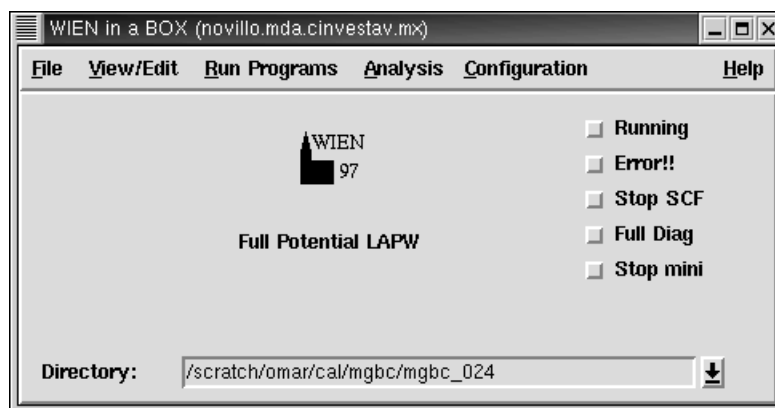 WIEN in a BOX (novillo.mda.cinvestav.mx)
File View/Edit Run Programs Analysis Configuration Help
WIEN
97
Full Potential LAPW
Running
Error!!
Stop SCF
Full Diag
Stop mini
Directory: /scratch/omar/cal/mgbc/mgbc_024